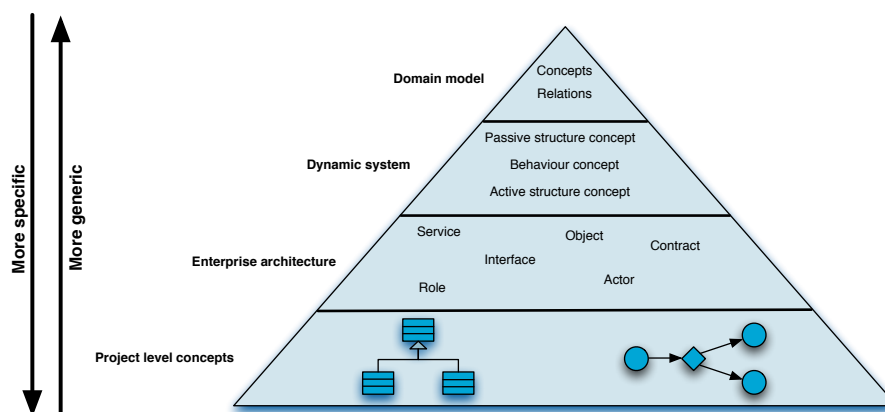 Domain model
Concepts
Relations
Dynamic system
Passive structure concept
Behaviour concept
Active structure concept
More specific
More generic
Enterprise architecture
Service
Object
Contract
Interface
Role
Actor
Project level concepts